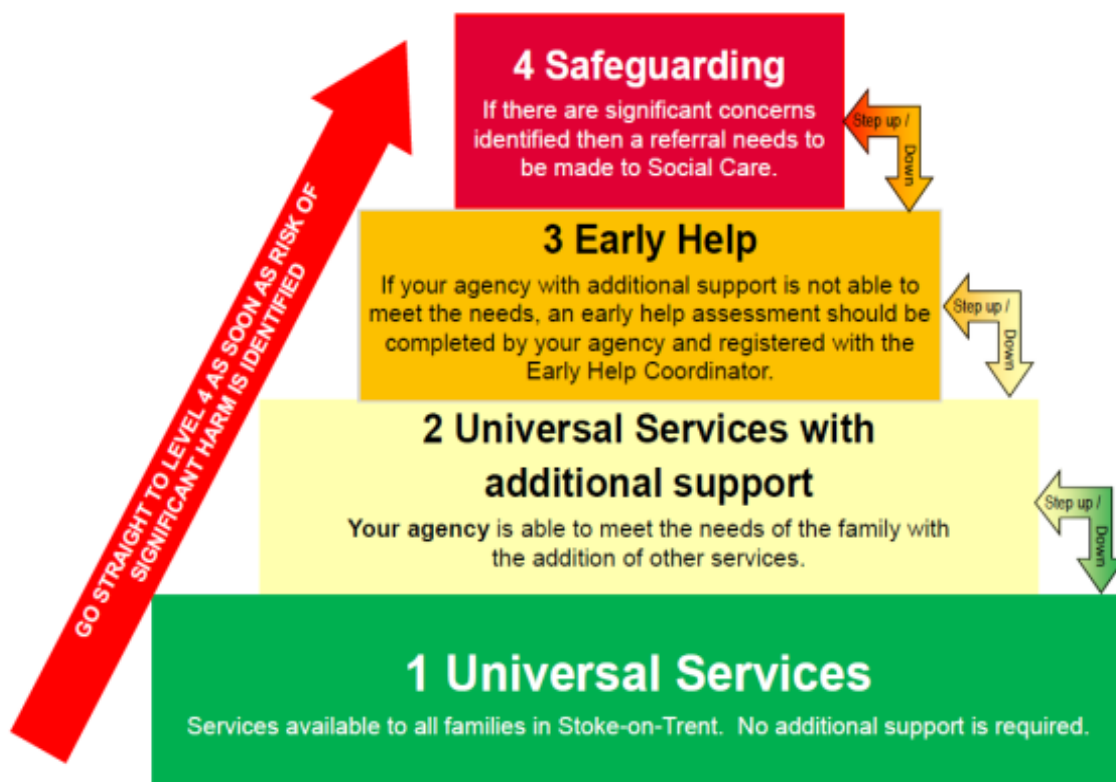 4 Safeguarding
If there are significant concerns
identified then a referral needs to
be made to Social Care.
Step up /
Down
3 Early Help
If your agency with additional support is not able to
meet the needs, an early help assessment should be
completed by your agency and registered with the
Early Help Coordinator.
Step up /
Down
2 Universal Services with
additional support
Your agency is able to meet the needs of the family with
the addition of other services.
Step up /
Down
1 Universal Services
Services available to all families in Stoke-on-Trent.  No additional support is required.
GO STRAIGHT TO LEVEL 4 AS SOON AS RISK OF
SIGNIFICANT HARM IS IDENTIFIED